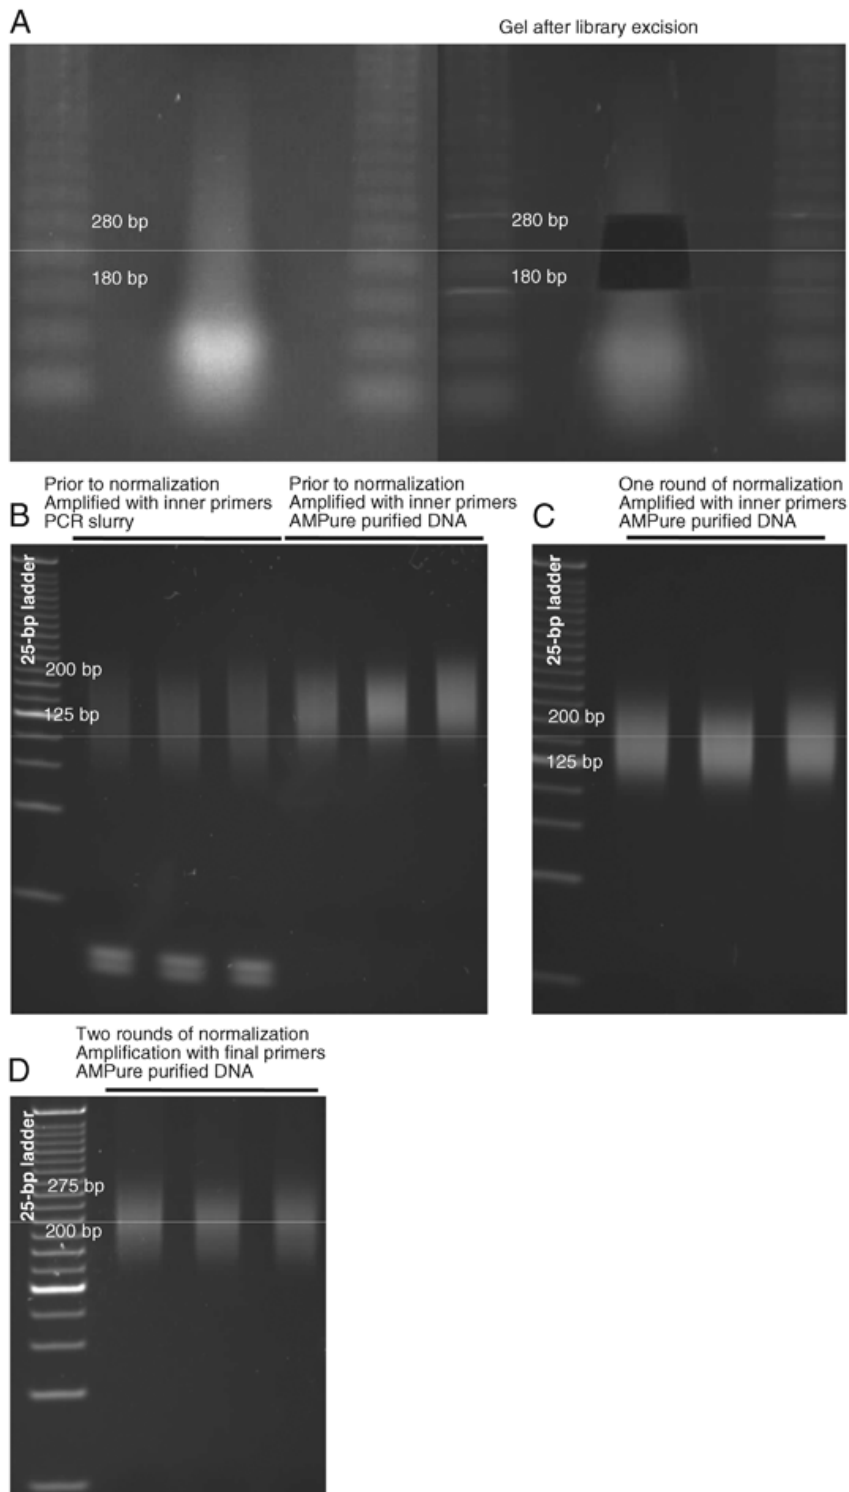 A
Gel after library excision
280 bp
180 bp
280 bp
180 bp
Prior to normalization
Amplified with inner primers
PCR slurry
Prior to normalization
Amplified with inner primers
AMPure purified DNA
B
25-bp ladder
200 bp
125 bp
One round of normalization
Amplified with inner primers
AMPure purified DNA
C
25-bp ladder
200 bp
125 bp
Two rounds of normalization
Amplification with final primers
AMPure purified DNA
D
25-bp ladder
275 bp
200 bp